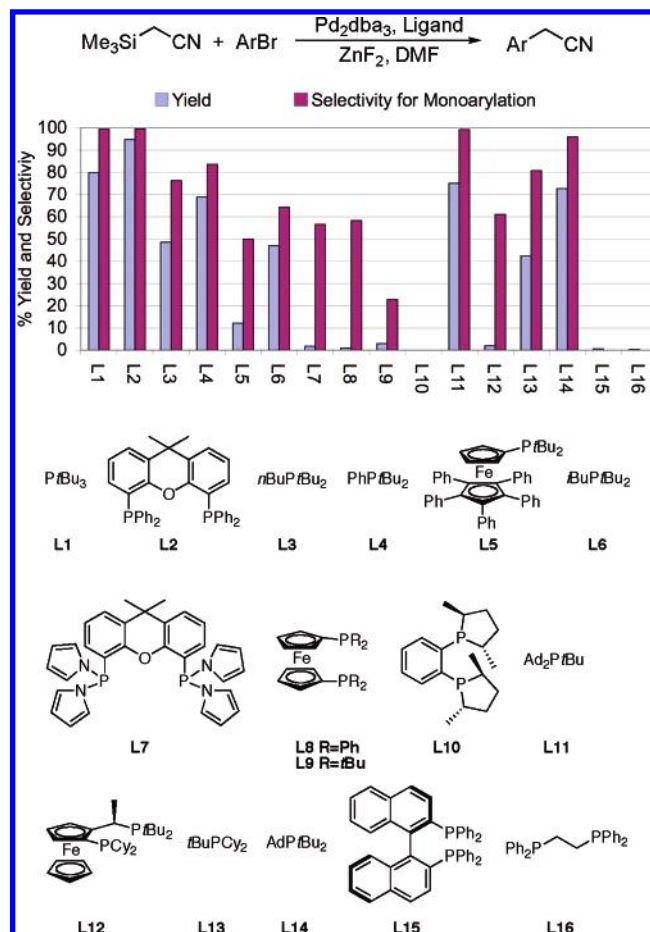 Me3Si CN + ArBr Pd2dba3, Ligand Ar CN
ZnF2, DMF
Yield Selectivity for Monoarylation
% Yield and Selectiviy
100
90
80
70
60
50
40
30
20
10
0
L1 L2 L3 L4 L5 L6 L7 L8 L9 L10 L11 L12 L13 L14 L15 L16
PtBu3 O PPh2 PPh2 nBuPtBu2 PhPtBu2 Fe PtBu2 Ph Ph Ph Ph Ph tBuPtBu2
L1 L2 L3 L4 L5 L6
O N P N N P N Fe PR2 PR2 P P Ad2PtBu
L7 L8 R=Ph L10 L11
L9 R=tBu
Fe PtBu2 PCy2 tBuPCy2 AdPtBu2 PPh2 PPh2 Ph2P PPh2
L12 L13 L14 L15 L16